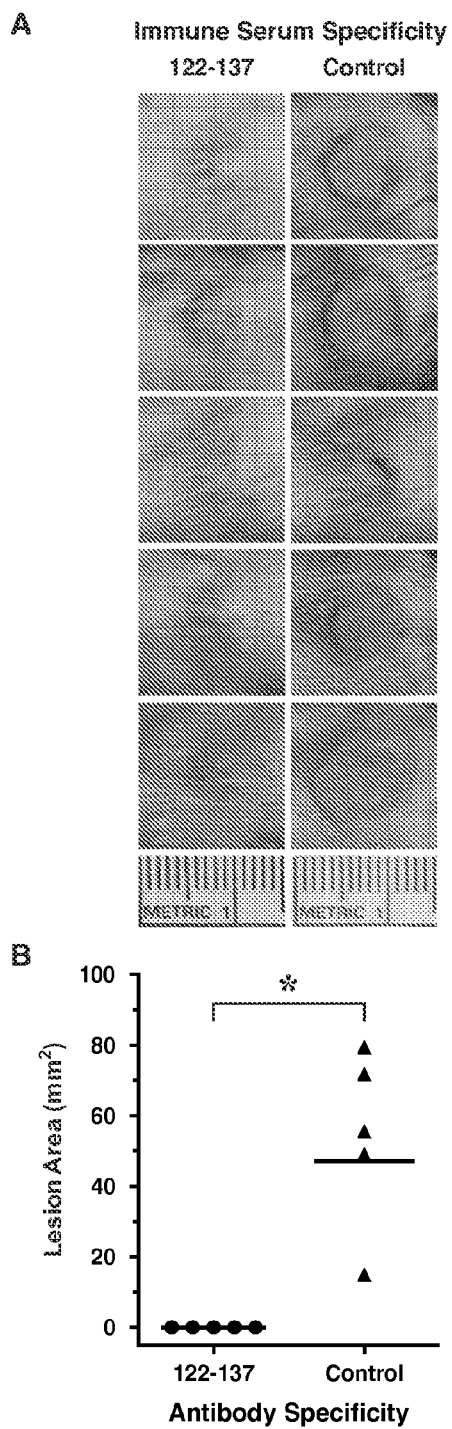 A
Immune Serum Specificity
122-137 Control
METRIC 1 METRIC 1
B
100
80
60
40
20
0
Lesion Area (mm²)
*
122-137 Control
Antibody Specificity